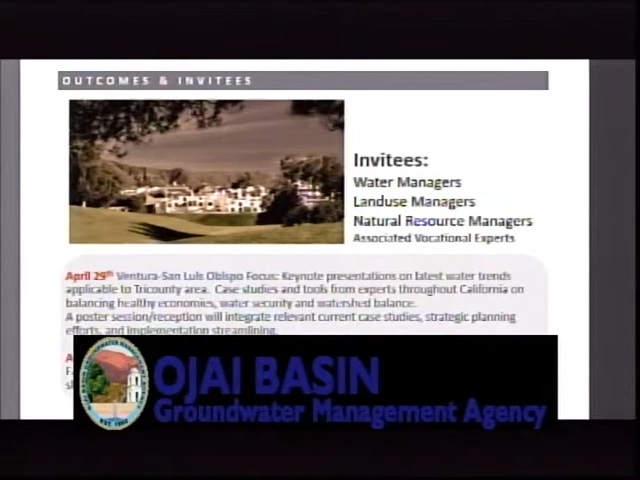 OUTCOMES & INVITEES
Invitees:
Water Managers
Landuse Managers
Natural Resource Managers
Associated Vocational Experts
April 29th Ventura-San Luis Obispo Focus: Keynote presentations on latest water trends
applicable to Tricounty area. Case studies and tools from experts throughout California on
balancing healthy economies, water security and watershed balance.
A poster session/reception will integrate relevant current case studies, strategic planning
efforts, and implementation streamlining.
OJAI BASIN
Groundwater Management Agency